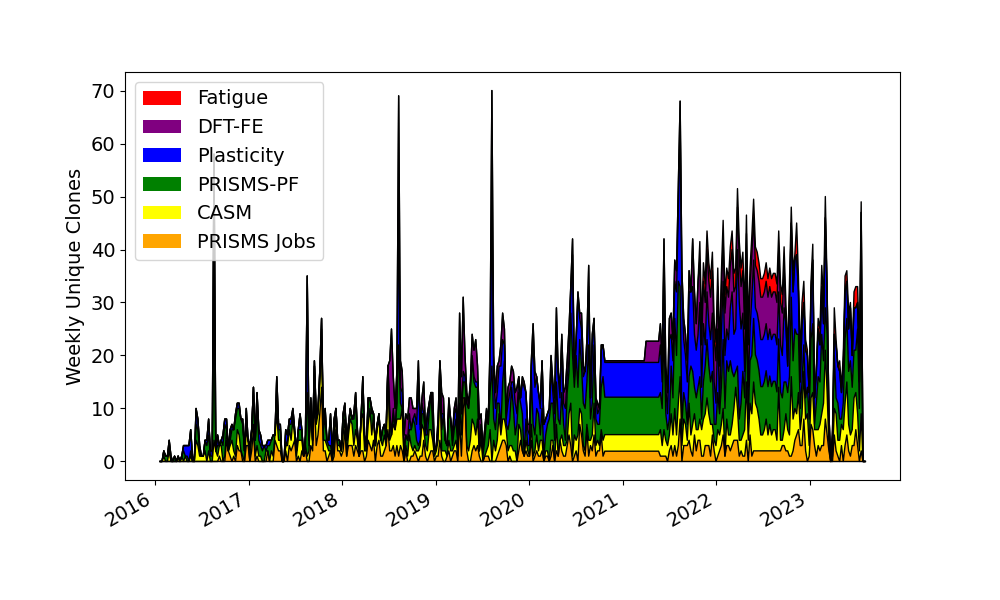 70
60
50
40
30
20
10
0
Weekly Unique Clones
Fatigue
DFT-FE
Plasticity
PRISMS-PF
CASM
PRISMS Jobs
2016 2017 2018 2019 2020 2021 2022 2023